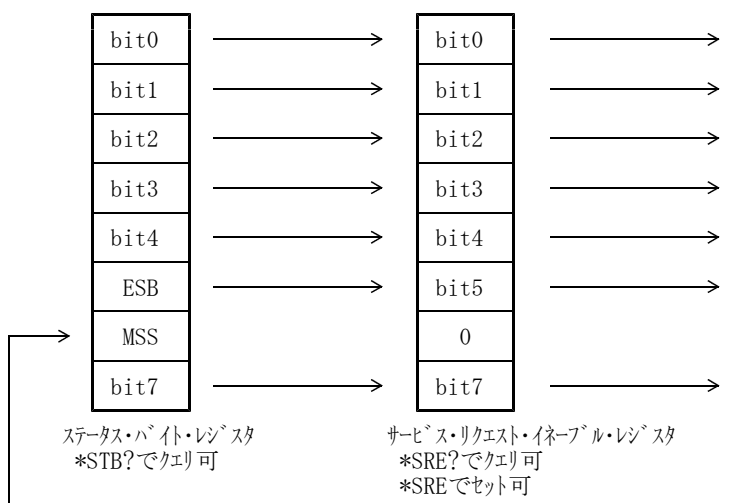 bit0 bit0
bit1 bit1
bit2 bit2
bit3 bit3
bit4 bit4
ESB bit5
MSS 0
bit7 bit7
ステータス・バイト・レジスタ サービス・リクエスト・イネーブル・レジスタ
*STB?でクエリ可 *SRE?でクエリ可
*SREでセット可